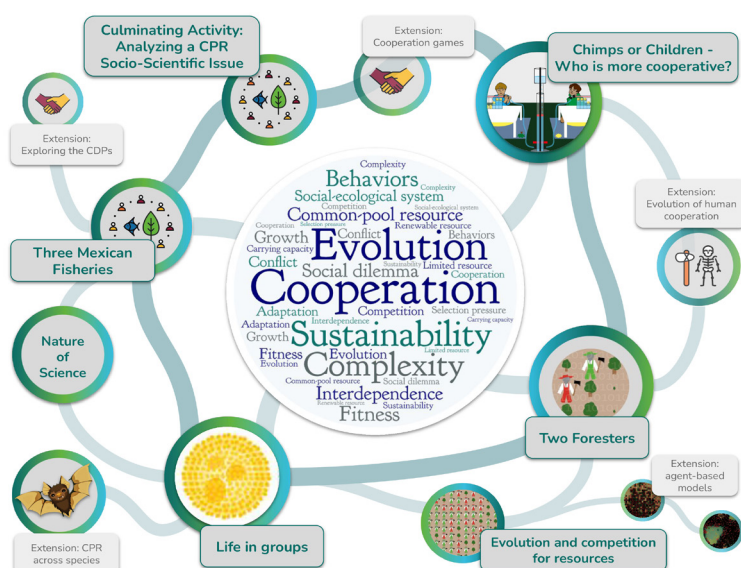 Culminating Activity:
Analyzing a CPR
Socio-Scientific Issue
Extension:
Cooperation games
Chimps or Children -
Who is more cooperative?
Extension:
Exploring the CDPs
Extension:
Evolution of human
cooperation
Three Mexican
Fisheries
Nature
of
Science
Complexity
Behaviors
Complexity
Social-ecological system
Competition
Social-ecological system
Common-pool resource
Cooperation
Selection pressure
Renewable resource
Growth
Conflict
Behaviors
Evolution
Carrying capacity
Conflict
Sustainability
Limited resource
Social dilemma
Cooperation
Cooperation
Adaptation
Competition
Selection pressure
Interdependence
Carrying capacity
Adaptation
Growth
Sustainability
Limited resource
Fitness
Evolution
Evolution
Complexity
Common-pool resource
Social dilemma
Interdependence
Renewable resource
Sustainability
Fitness
Two Foresters
Extension:
agent-based
models
Life in groups
Evolution and competition
for resources
Extension: CPR
across species